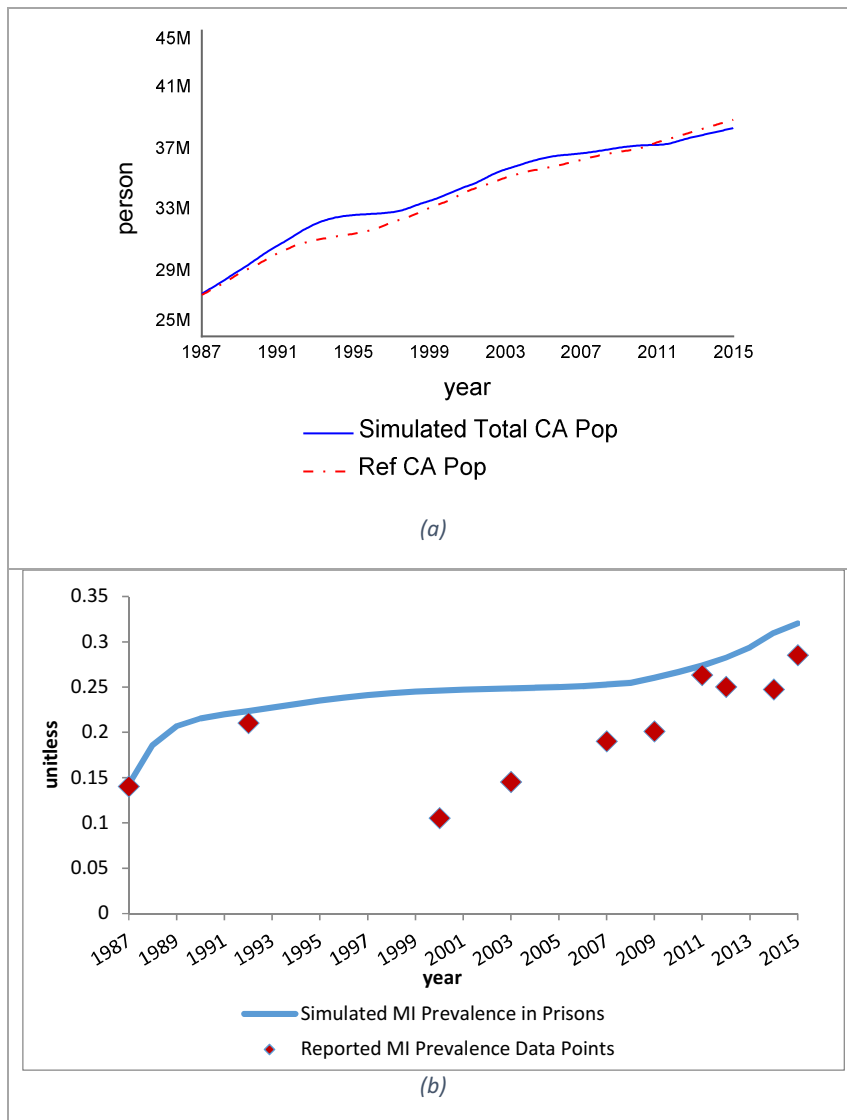 45M
41M
37M
33M
29M
25M
person
1987 1991 1995 1999 2003 2007 2011 2015
year
Simulated Total CA Pop
Ref CA Pop
(a)
0.35
0.3
0.25
0.2
0.15
0.1
0.05
0
unitless
1987 1989 1991 1993 1995 1997 1999 2001 2003 2005 2007 2009 2011 2013 2015
year
Simulated MI Prevalence in Prisons
Reported MI Prevalence Data Points
(b)